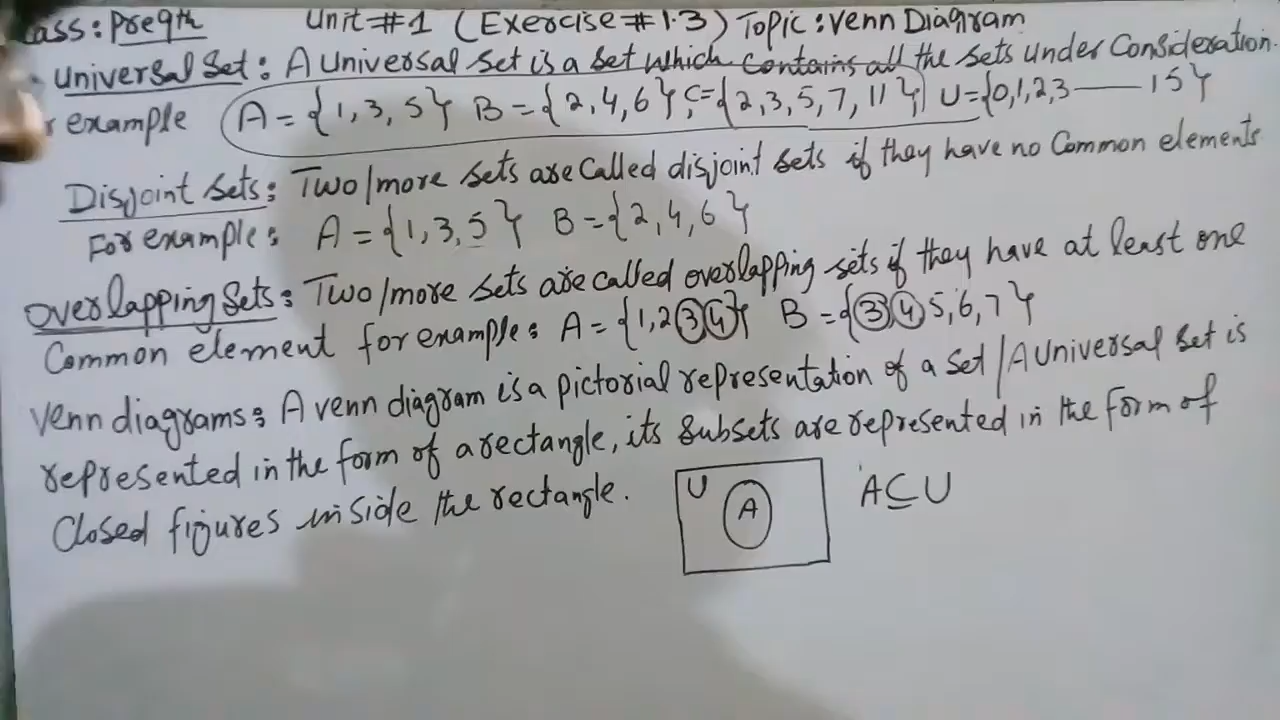 ass: Pre9th Unit #1 (Exercise #1.3) Topic: Venn Diagram
Universal Set: A Universal Set is a set which contains all the sets under Consideration.
r example A = {1, 3, 5} B = {2, 4, 6} C = {2, 3, 5, 7, 11} U = {0, 1, 2, 3 —— 15}
Disjoint Sets: Two/more sets are called disjoint sets if they have no Common elements
For example: A = {1, 3, 5} B = {2, 4, 6}
Overlapping Sets: Two/more sets are called overlapping sets if they have at least one
Common element for example: A = {1, 2 3 4} B = {3 4 5, 6, 7}
Venn diagrams: A venn diagram is a pictorial representation of a set / A Universal set is
represented in the form of a rectangle, its subsets are represented in the form of
Closed figures inside the rectangle.
U A A ⊆ U